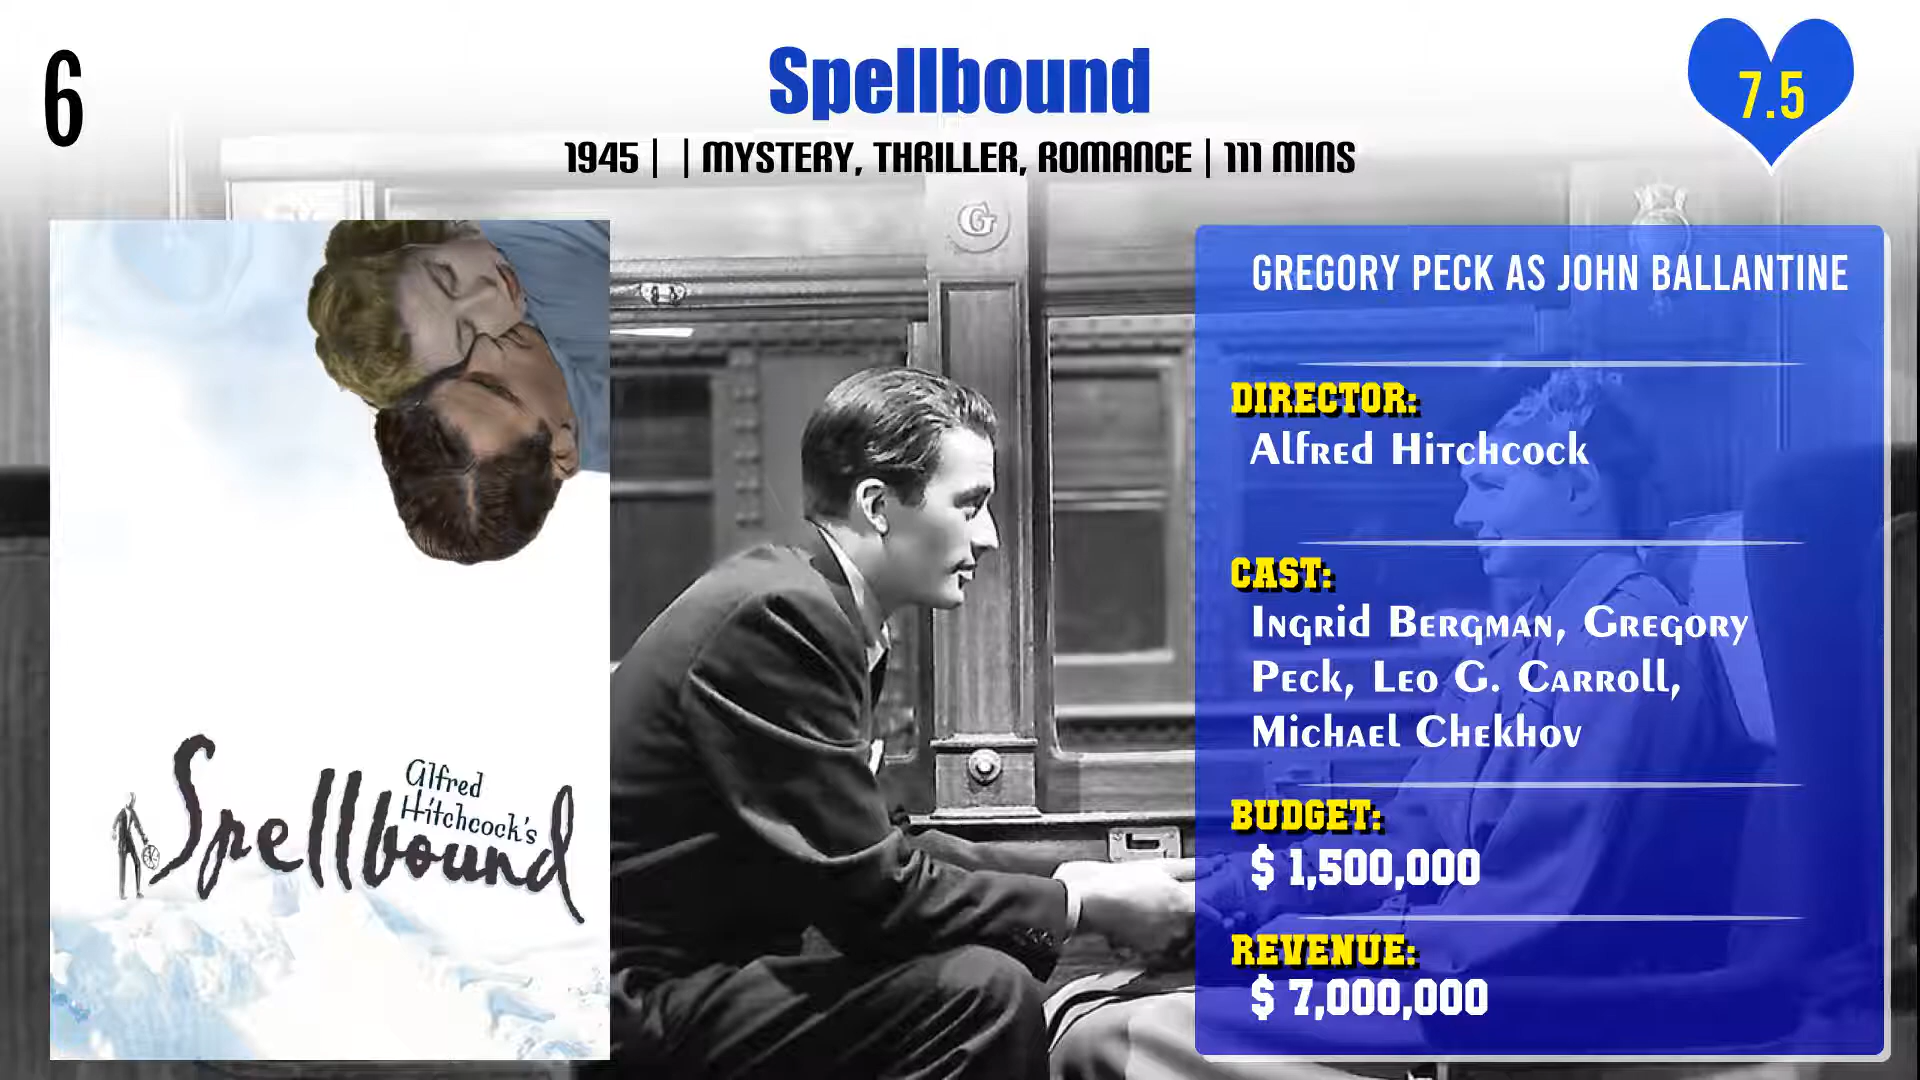 6
Spellbound
7.5
1945 | | MYSTERY, THRILLER, ROMANCE | 111 MINS
G
GREGORY PECK AS JOHN BALLANTINE
DIRECTOR:
Alfred Hitchcock
CAST:
Ingrid Bergman, Gregory
Peck, Leo G. Carroll,
Michael Chekhov
BUDGET:
$ 1,500,000
REVENUE:
$ 7,000,000
Alfred
Hitchcock's
Spellbound